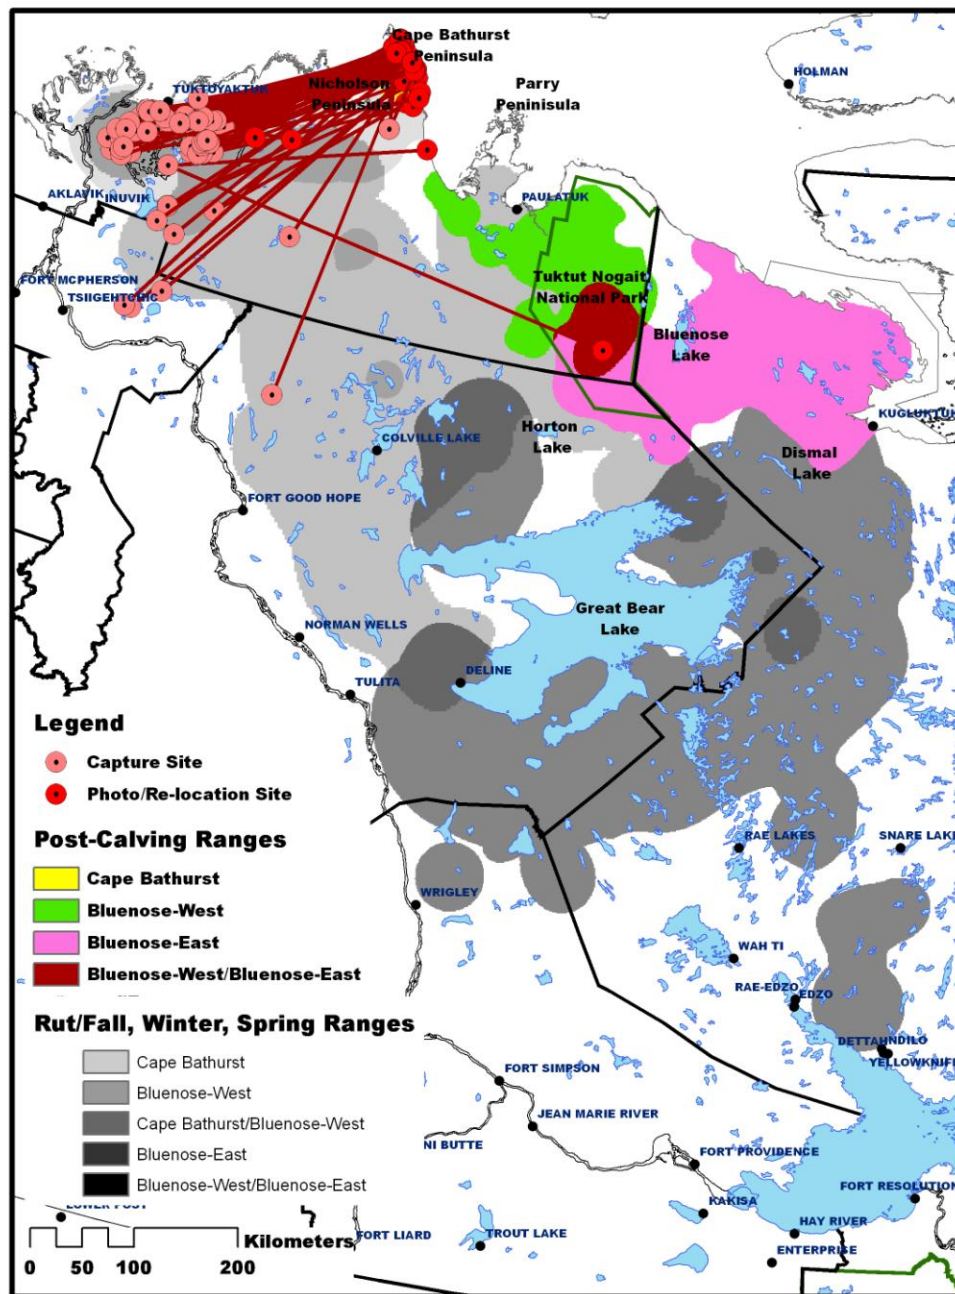 Cape Bathurst
Peninsula
HOLMAN
TUKTOYAKTUK
Nicholson
Peninsula
Parry
Peninisula
AKLAVIK
INUVIK
PAULATUK
FORT MCPHERSON
TSIIGEHTCHIC
Tuktut Nogait
National Park
Bluenose
Lake
KUGLUKTUK
Horton
Lake
COLVILLE LAKE
Dismal
Lake
FORT GOOD HOPE
Great Bear
Lake
NORMAN WELLS
DELINE
TULITA
Legend
Capture Site
Photo/Re-location Site
Post-Calving Ranges
Cape Bathurst
Bluenose-West
Bluenose-East
Bluenose-West/Bluenose-East
RAE LAKES
SNARE LAKE
WRIGLEY
WAH TI
RAE-EDZO
EDZO
DETTAH
NDILO
YELLOWKNIFE
Rut/Fall, Winter, Spring Ranges
Cape Bathurst
Bluenose-West
Cape Bathurst/Bluenose-West
Bluenose-East
Bluenose-West/Bluenose-East
FORT SIMPSON
JEAN MARIE RIVER
NI BUTTE
FORT PROVIDENCE
FORT RESOLUTION
KAKISA
HAY RIVER
LOWER POST
FORT LIARD
TROUT LAKE
ENTERPRISE
Kilometers
0 50 100 200